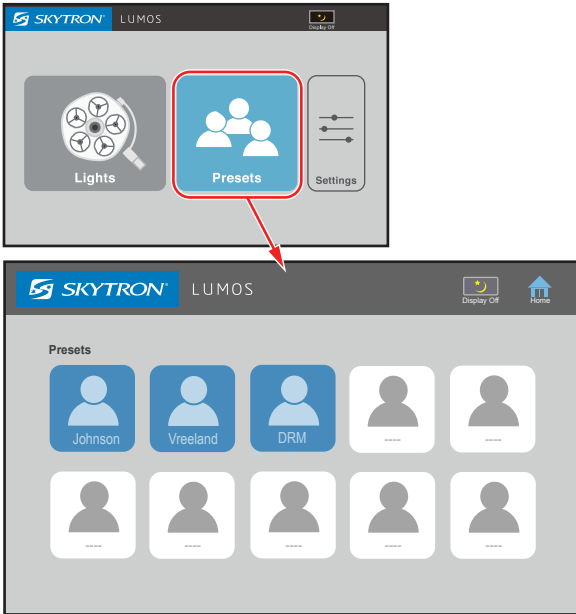 SKYTRON LUMOS
Display Off
Lights
Presets
Settings
SKYTRON LUMOS
Display Off
Home
Presets
Johnson
Vreeland
DRM
----
----
----
----
----
----
----